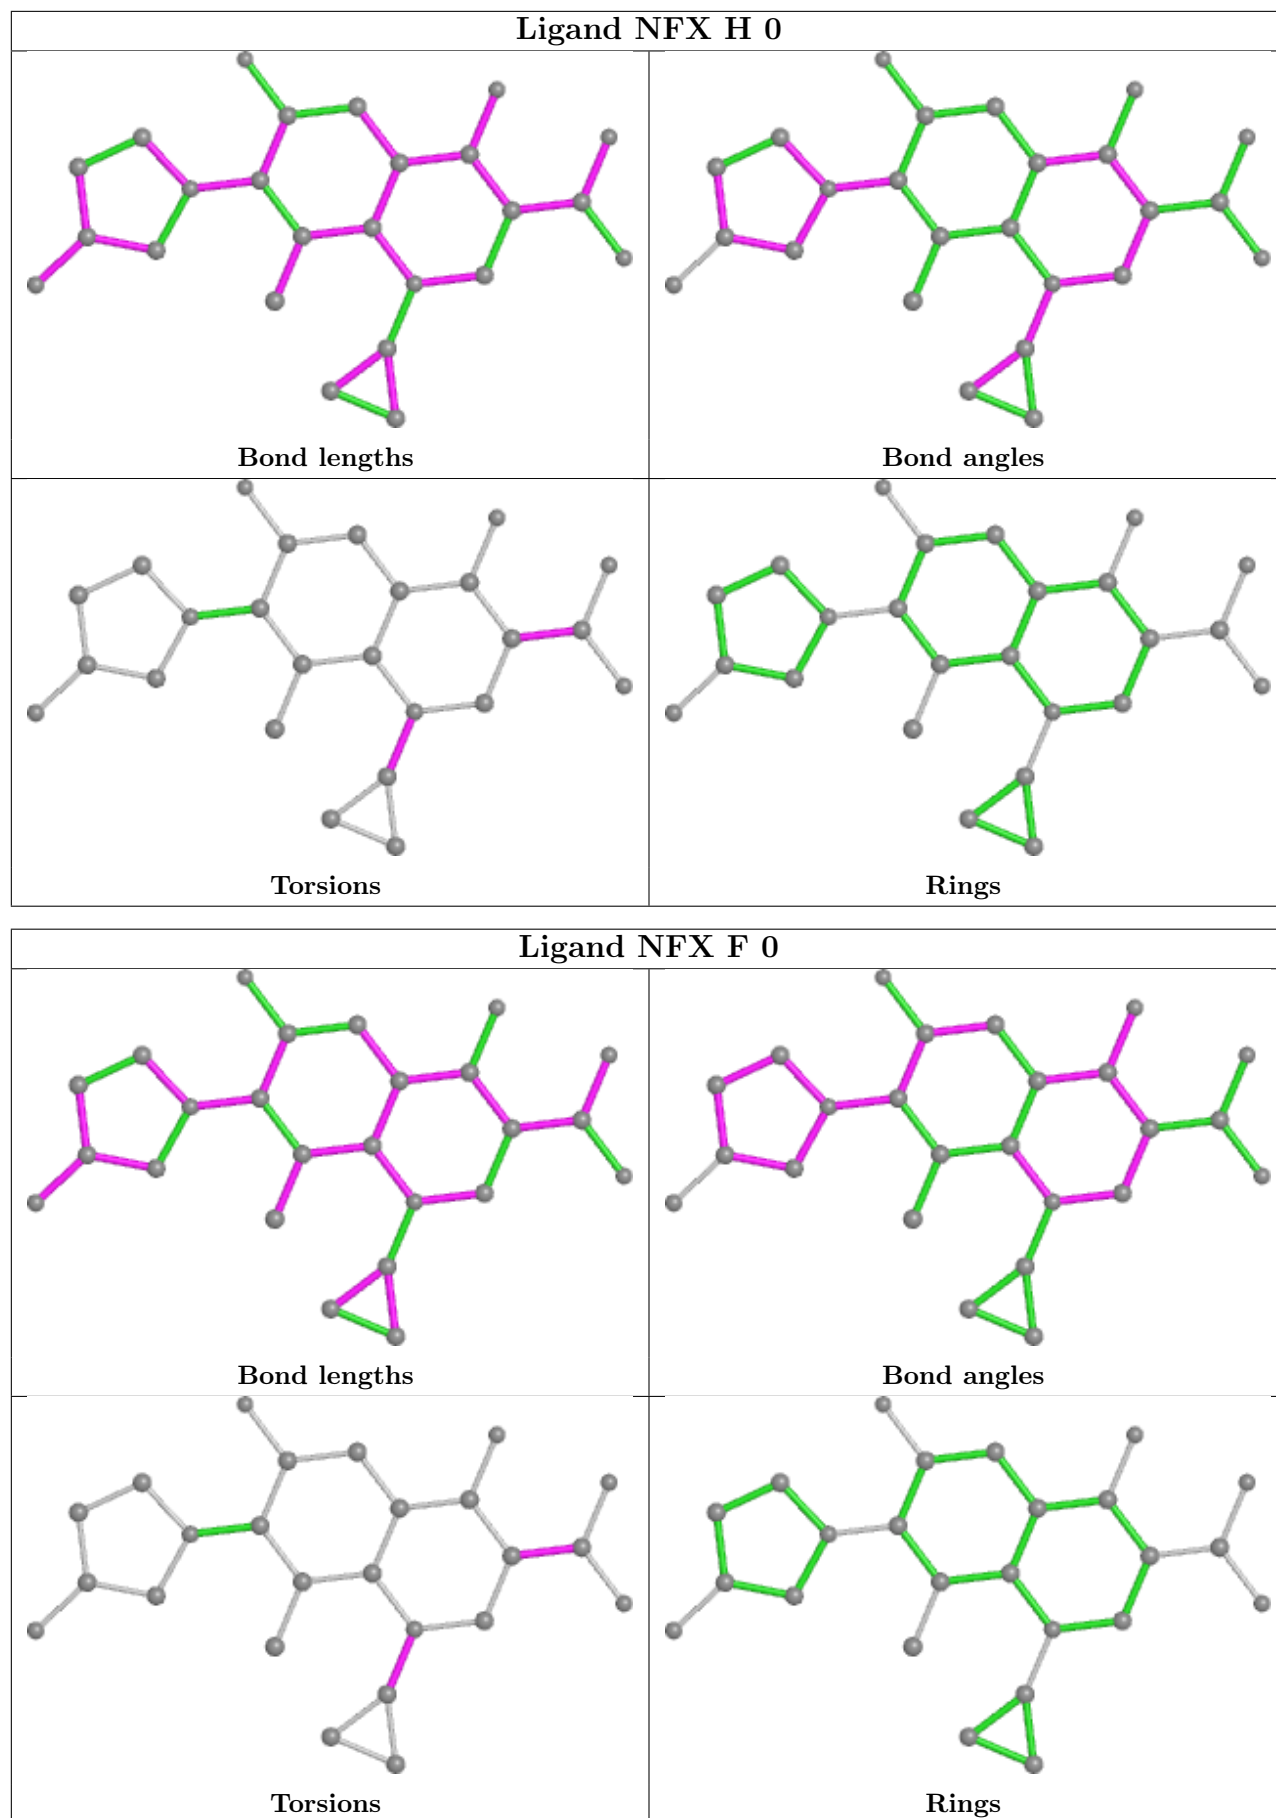 Ligand NFX H 0
Bond lengths
Bond angles
Torsions
Rings
Ligand NFX F 0
Bond lengths
Bond angles
Torsions
Rings